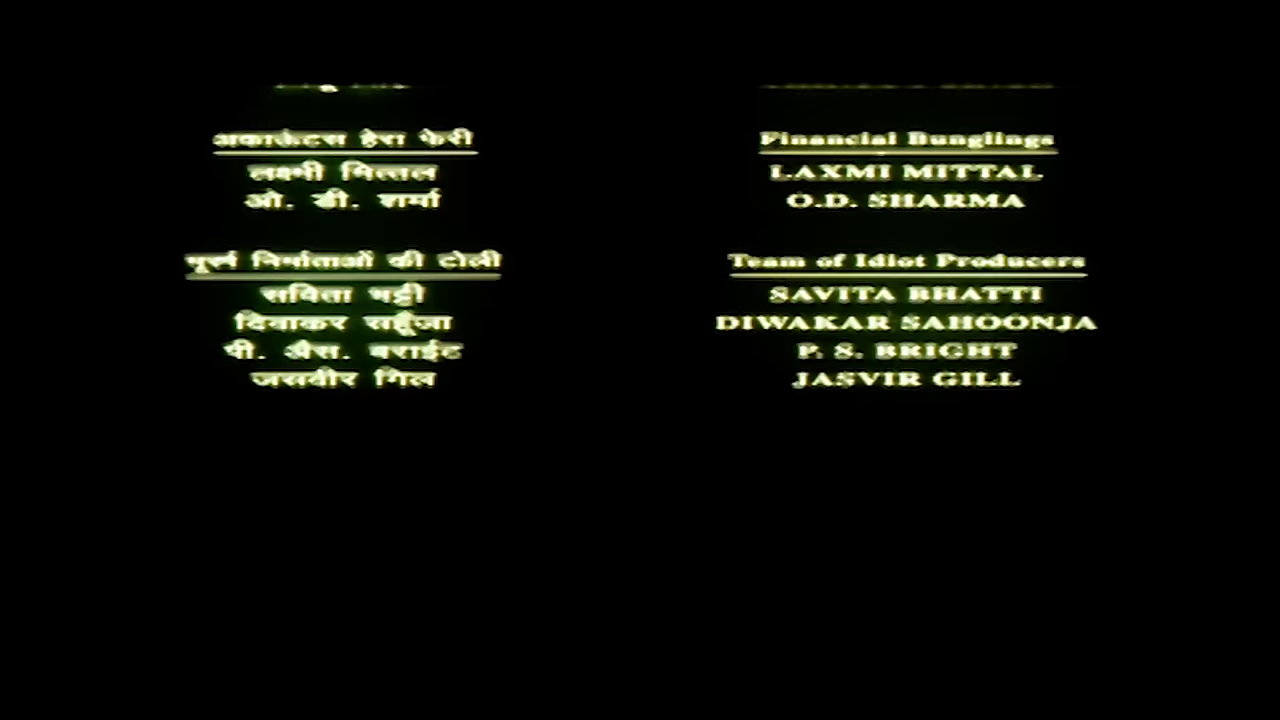 अकाऊंटस हेरा फेरी
लक्ष्मी मित्तल
ओ. डी. शर्मा
मूर्ख निर्माताओं की टोली
सविता भट्टी
दिवाकर सहूँजा
पी. ऐस. बराईट
जसवीर गिल
Financial Bunglings
LAXMI MITTAL
O.D. SHARMA
Team of Idiot Producers
SAVITA BHATTI
DIWAKAR SAHOONJA
P. S. BRIGHT
JASVIR GILL